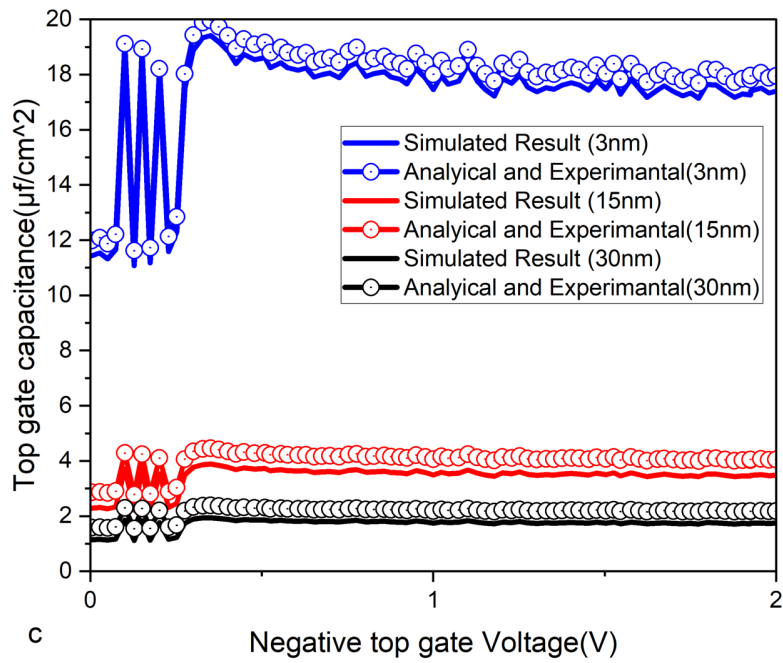 Top gate capacitance(µf/cm^2)
20
18
16
14
12
10
8
6
4
2
0
Simulated Result (3nm)
Analyical and Experimantal(3nm)
Simulated Result (15nm)
Analyical and Experimantal(15nm)
Simulated Result (30nm)
Analyical and Experimantal(30nm)
0
1
2
c
Negative top gate Voltage(V)